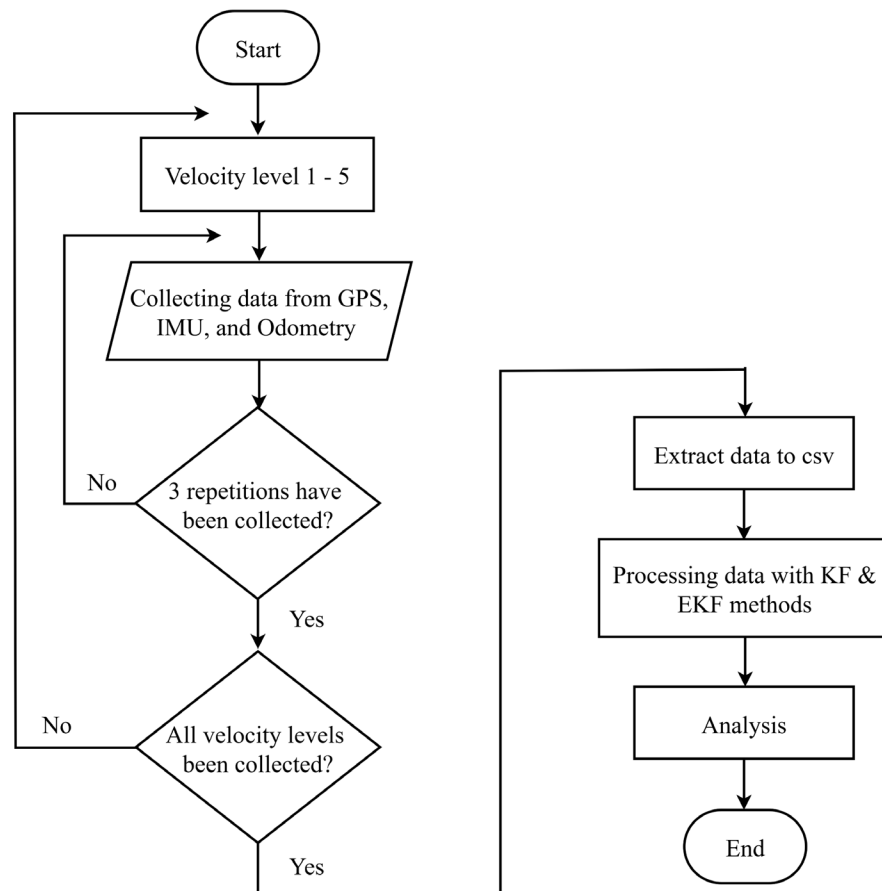 Start
Velocity level 1 - 5
Collecting data from GPS,
IMU, and Odometry
No
3 repetitions have
been collected?
Yes
No
All velocity levels
been collected?
Yes
Extract data to csv
Processing data with KF &
EKF methods
Analysis
End